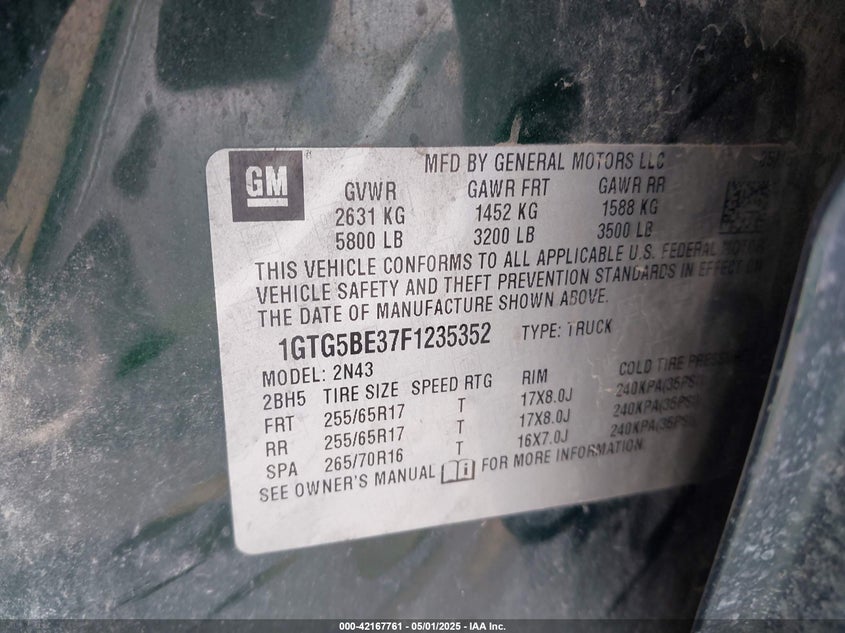 GM
MFD BY GENERAL MOTORS LLC
GVWR GAWR FRT GAWR RR
2631 KG 1452 KG 1588 KG
5800 LB 3200 LB 3500 LB
THIS VEHICLE CONFORMS TO ALL APPLICABLE U.S. FEDERAL MOTOR
VEHICLE SAFETY AND THEFT PREVENTION STANDARDS IN EFFECT ON
THE DATE OF MANUFACTURE SHOWN ABOVE.
1GTG5BE37F1235352 TYPE: TRUCK
MODEL: 2N43
2BH5 TIRE SIZE SPEED RTG RIM COLD TIRE PRESSURE
FRT 255/65R17 T 17X8.0J 240KPA(35PSI)
RR 255/65R17 T 17X8.0J 240KPA(35PSI)
SPA 265/70R16 T 16X7.0J 240KPA(35PSI)
SEE OWNER'S MANUAL FOR MORE INFORMATION.
000-42167761 - 05/01/2025 - IAA Inc.